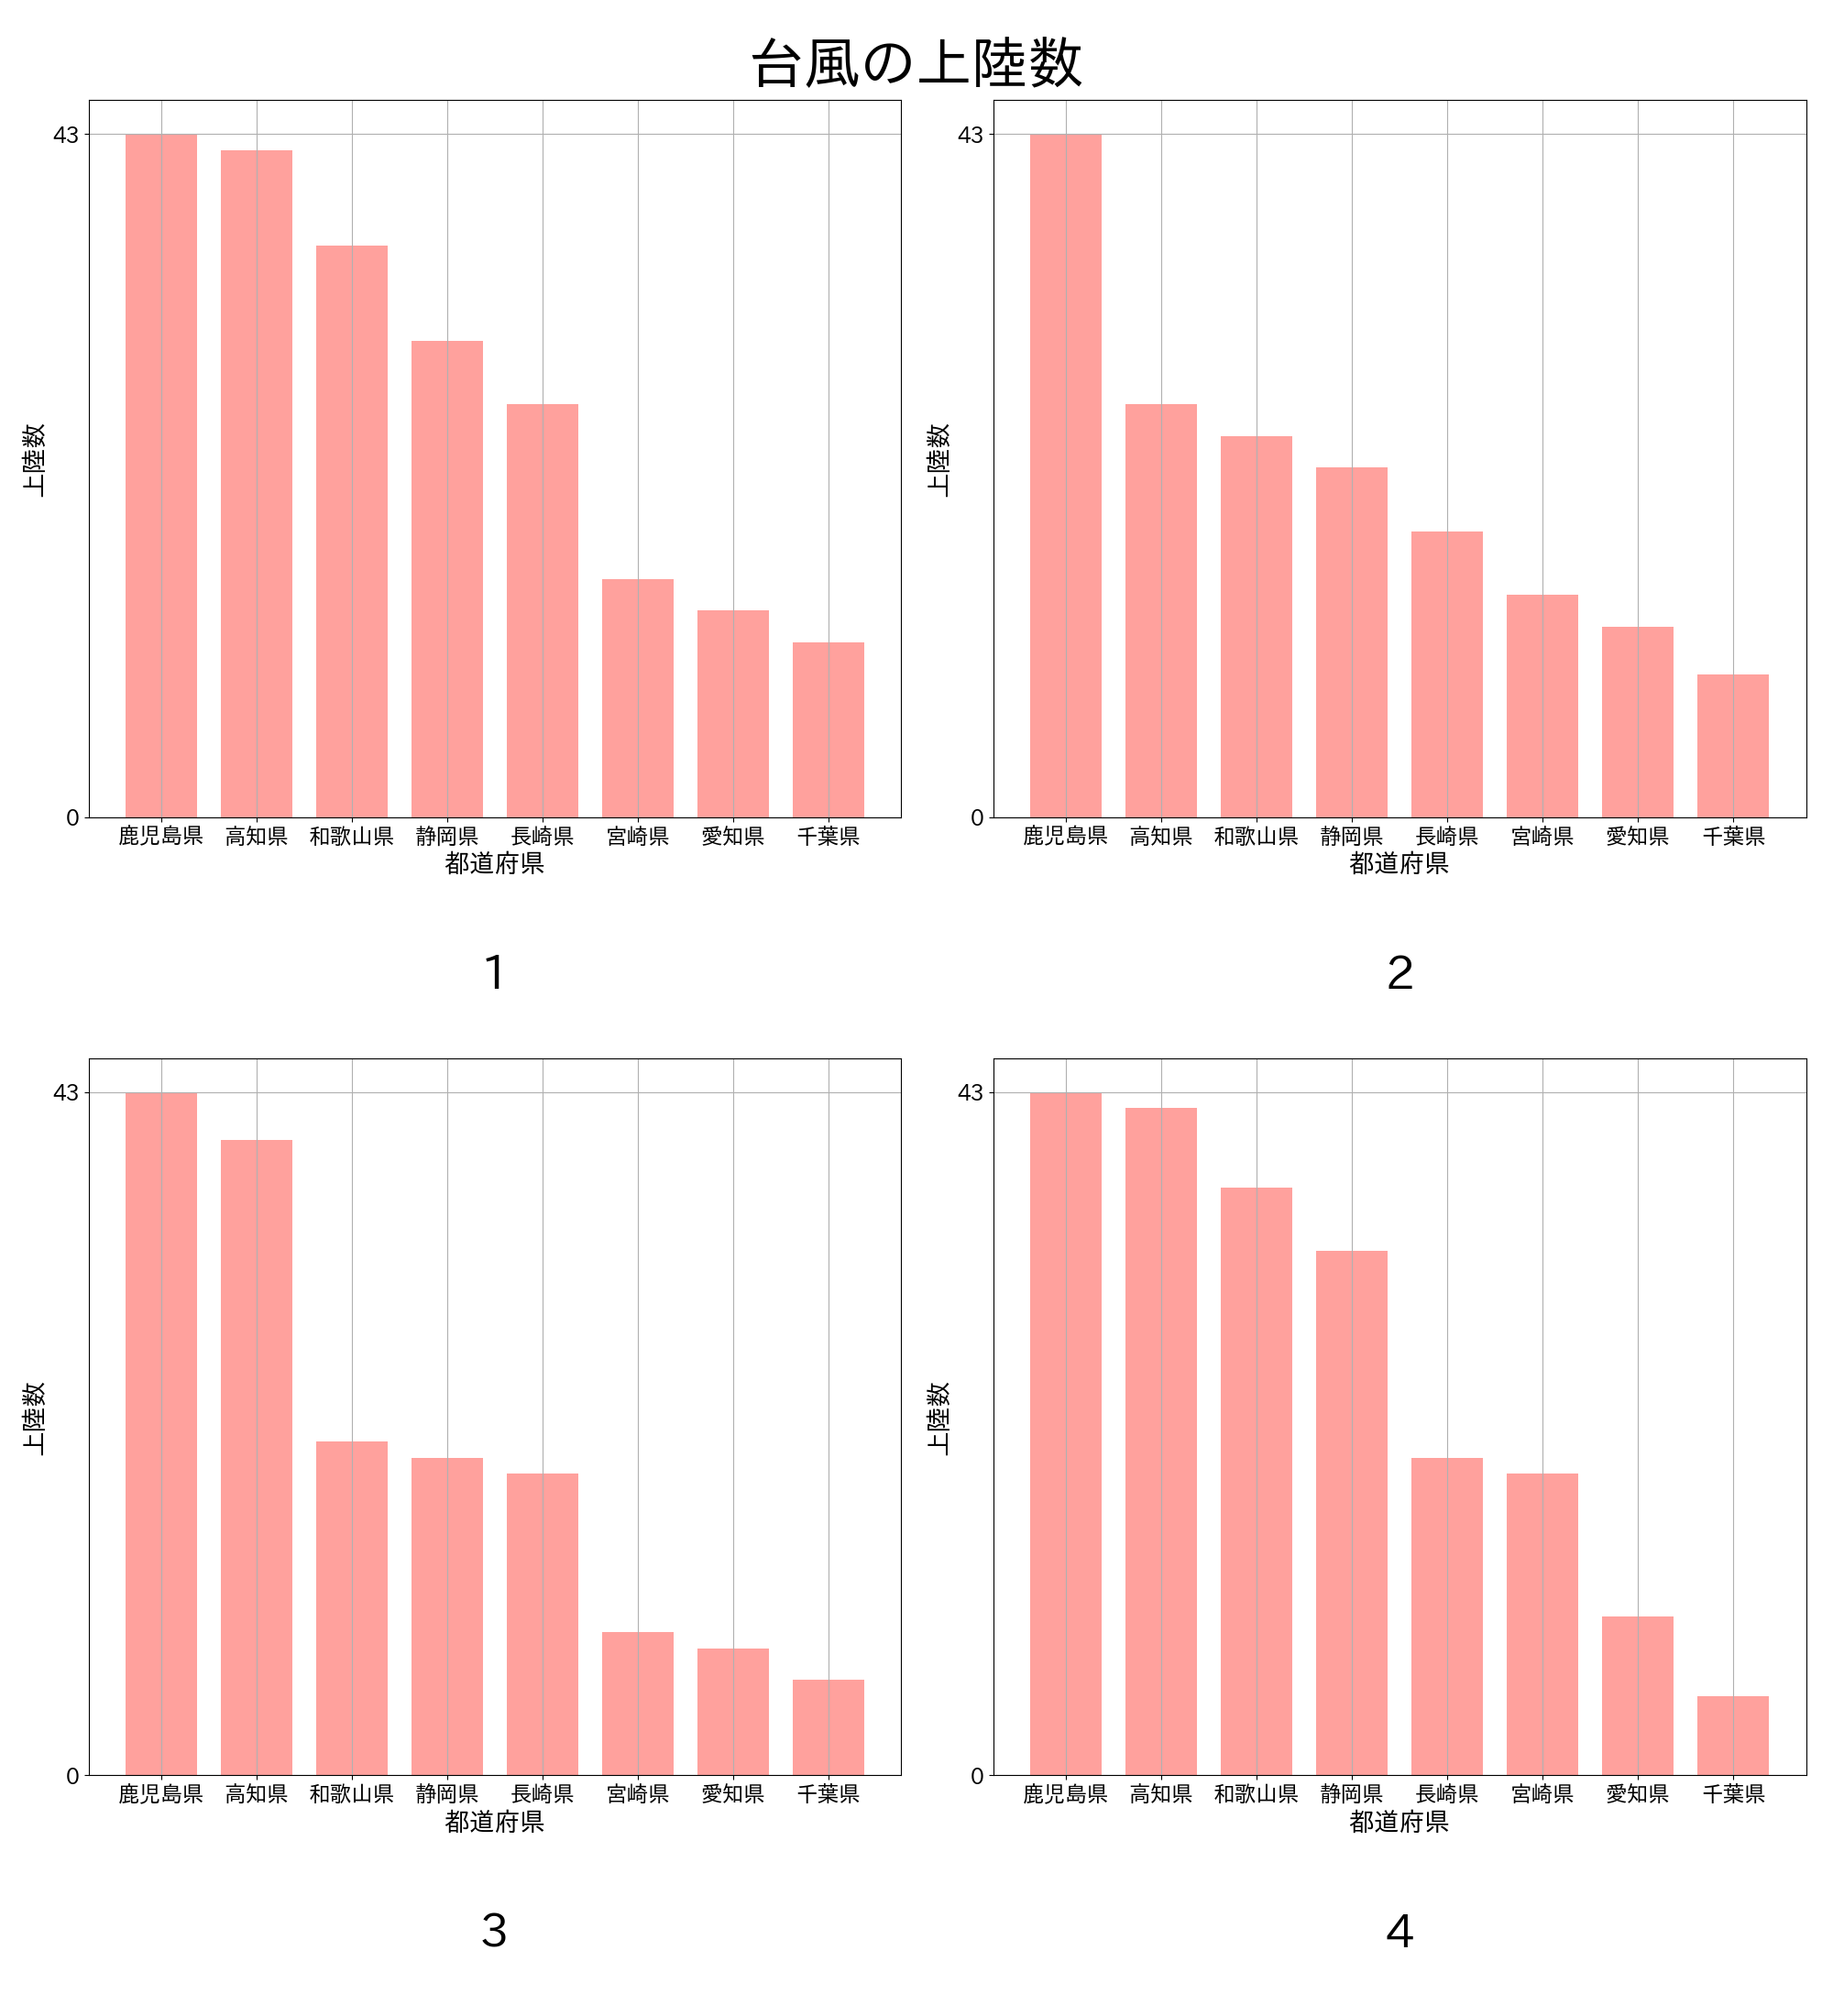 台風の上陸数
43
0
上陸数
鹿児島県 高知県 和歌山県 静岡県 長崎県 宮崎県 愛知県 千葉県
都道府県
1
43
0
上陸数
鹿児島県 高知県 和歌山県 静岡県 長崎県 宮崎県 愛知県 千葉県
都道府県
2
43
0
上陸数
鹿児島県 高知県 和歌山県 静岡県 長崎県 宮崎県 愛知県 千葉県
都道府県
3
43
0
上陸数
鹿児島県 高知県 和歌山県 静岡県 長崎県 宮崎県 愛知県 千葉県
都道府県
4